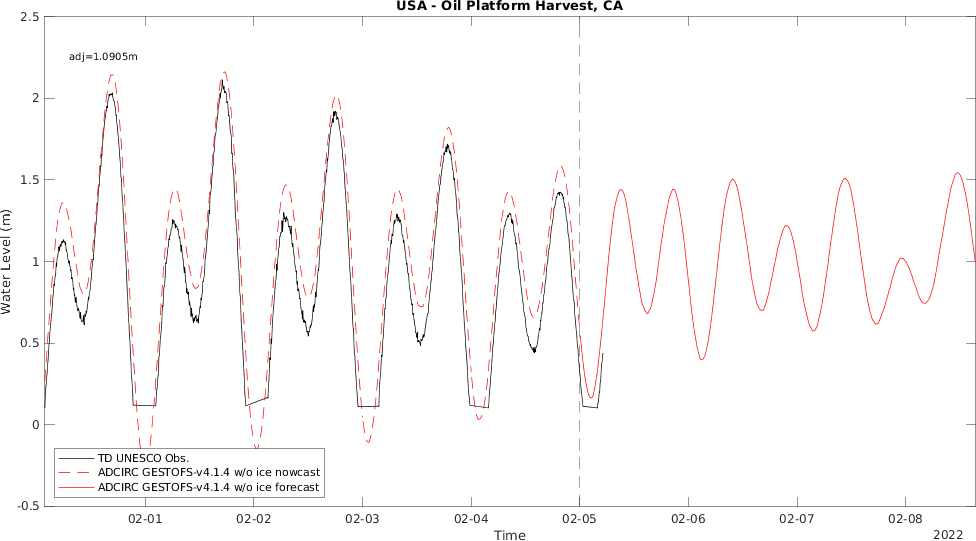 USA - Oil Platform Harvest, CA
adj=1.0905m
2.5
2
1.5
1
0.5
0
-0.5
Water Level (m)
TD UNESCO Obs.
ADCIRC GESTOFS-v4.1.4 w/o ice nowcast
ADCIRC GESTOFS-v4.1.4 w/o ice forecast
02-01 02-02 02-03 02-04 02-05 02-06 02-07 02-08
Time
2022